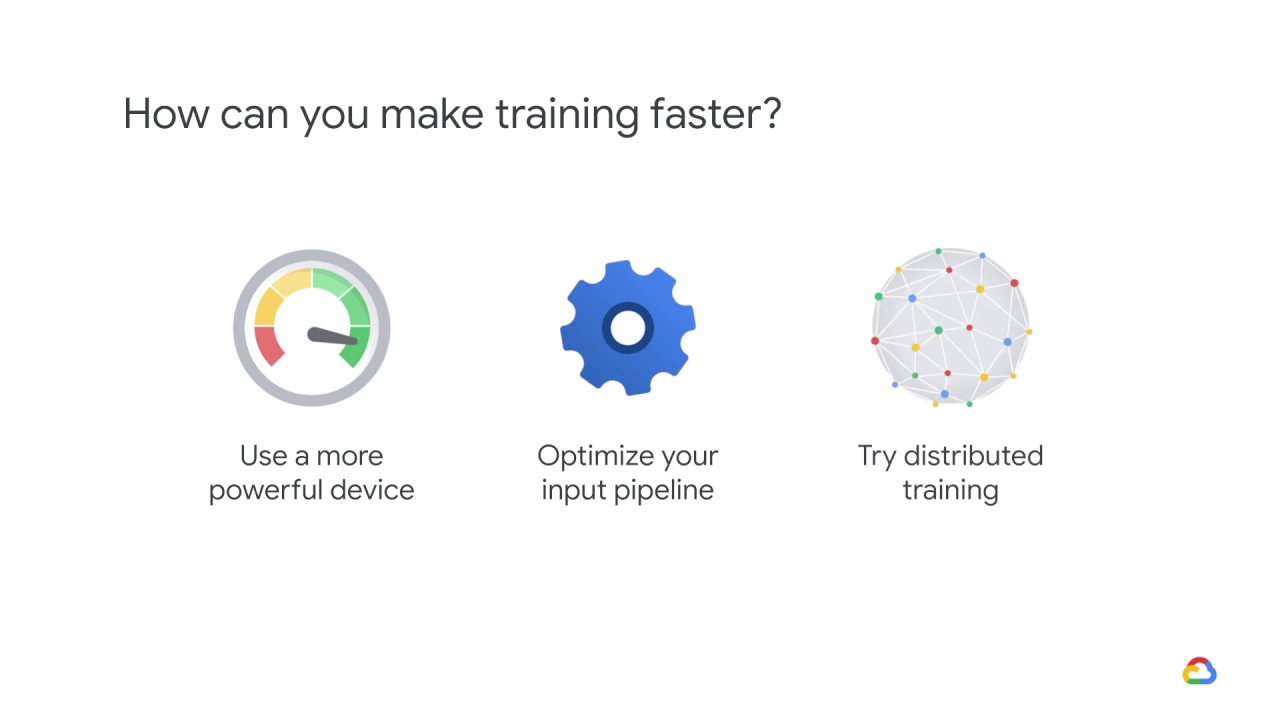 How can you make training faster?
Use a more
powerful device
Optimize your
input pipeline
Try distributed
training